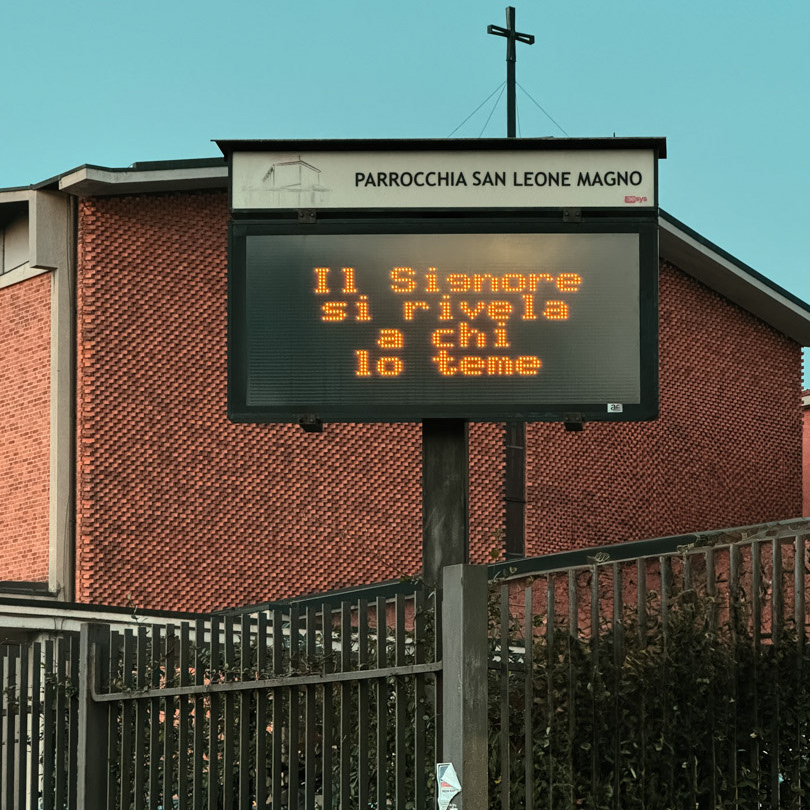 PARROCCHIA SAN LEONE MAGNO
Il Signore
si rivela
a chi
lo teme